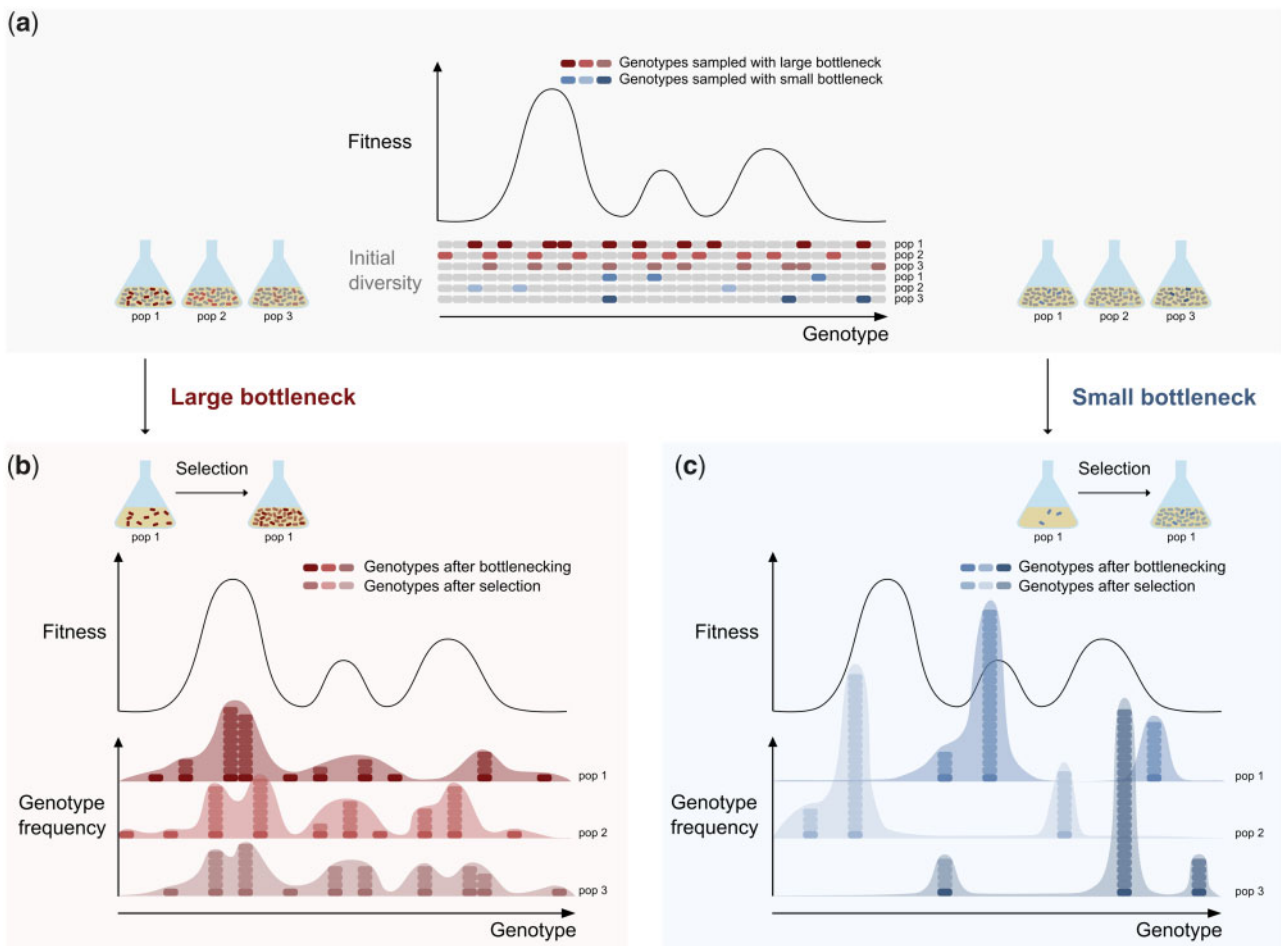 (a)
Genotypes sampled with large bottleneck
Genotypes sampled with small bottleneck
Fitness
Initial
diversity
pop 1
pop 2
pop 3
pop 1
pop 2
pop 3
Genotype
pop 1
pop 2
pop 3
pop 1
pop 2
pop 3
Large bottleneck
Small bottleneck
(b)
Selection
pop 1
pop 1
Genotypes after bottlenecking
Genotypes after selection
Fitness
Genotype
frequency
pop 1
pop 2
pop 3
Genotype
(c)
Selection
pop 1
pop 1
Genotypes after bottlenecking
Genotypes after selection
Fitness
Genotype
frequency
pop 1
pop 2
pop 3
Genotype